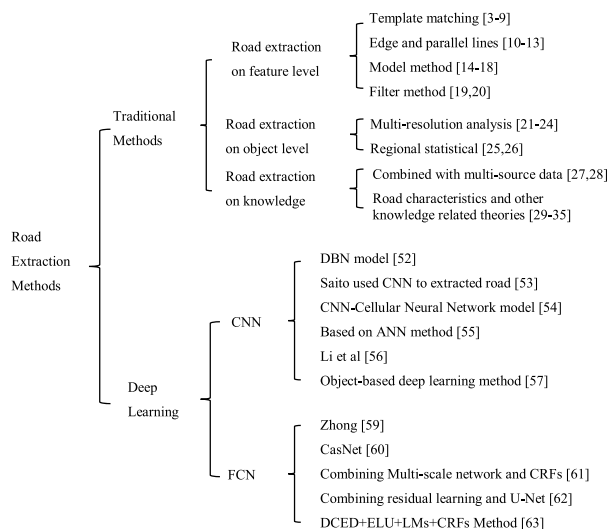 Road
Extraction
Methods
Traditional
Methods
Road extraction
on feature level
Template matching [3-9]
Edge and parallel lines [10-13]
Model method [14-18]
Filter method [19,20]
Road extraction
on object level
Multi-resolution analysis [21-24]
Regional statistical [25,26]
Road extraction
on knowledge
Combined with multi-source data [27,28]
Road characteristics and other
knowledge related theories [29-35]
Deep
Learning
CNN
DBN model [52]
Saito used CNN to extracted road [53]
CNN-Cellular Neural Network model [54]
Based on ANN method [55]
Li et al [56]
Object-based deep learning method [57]
FCN
Zhong [59]
CasNet [60]
Combining Multi-scale network and CRFs [61]
Combining residual learning and U-Net [62]
DCED+ELU+LMs+CRFs Method [63]